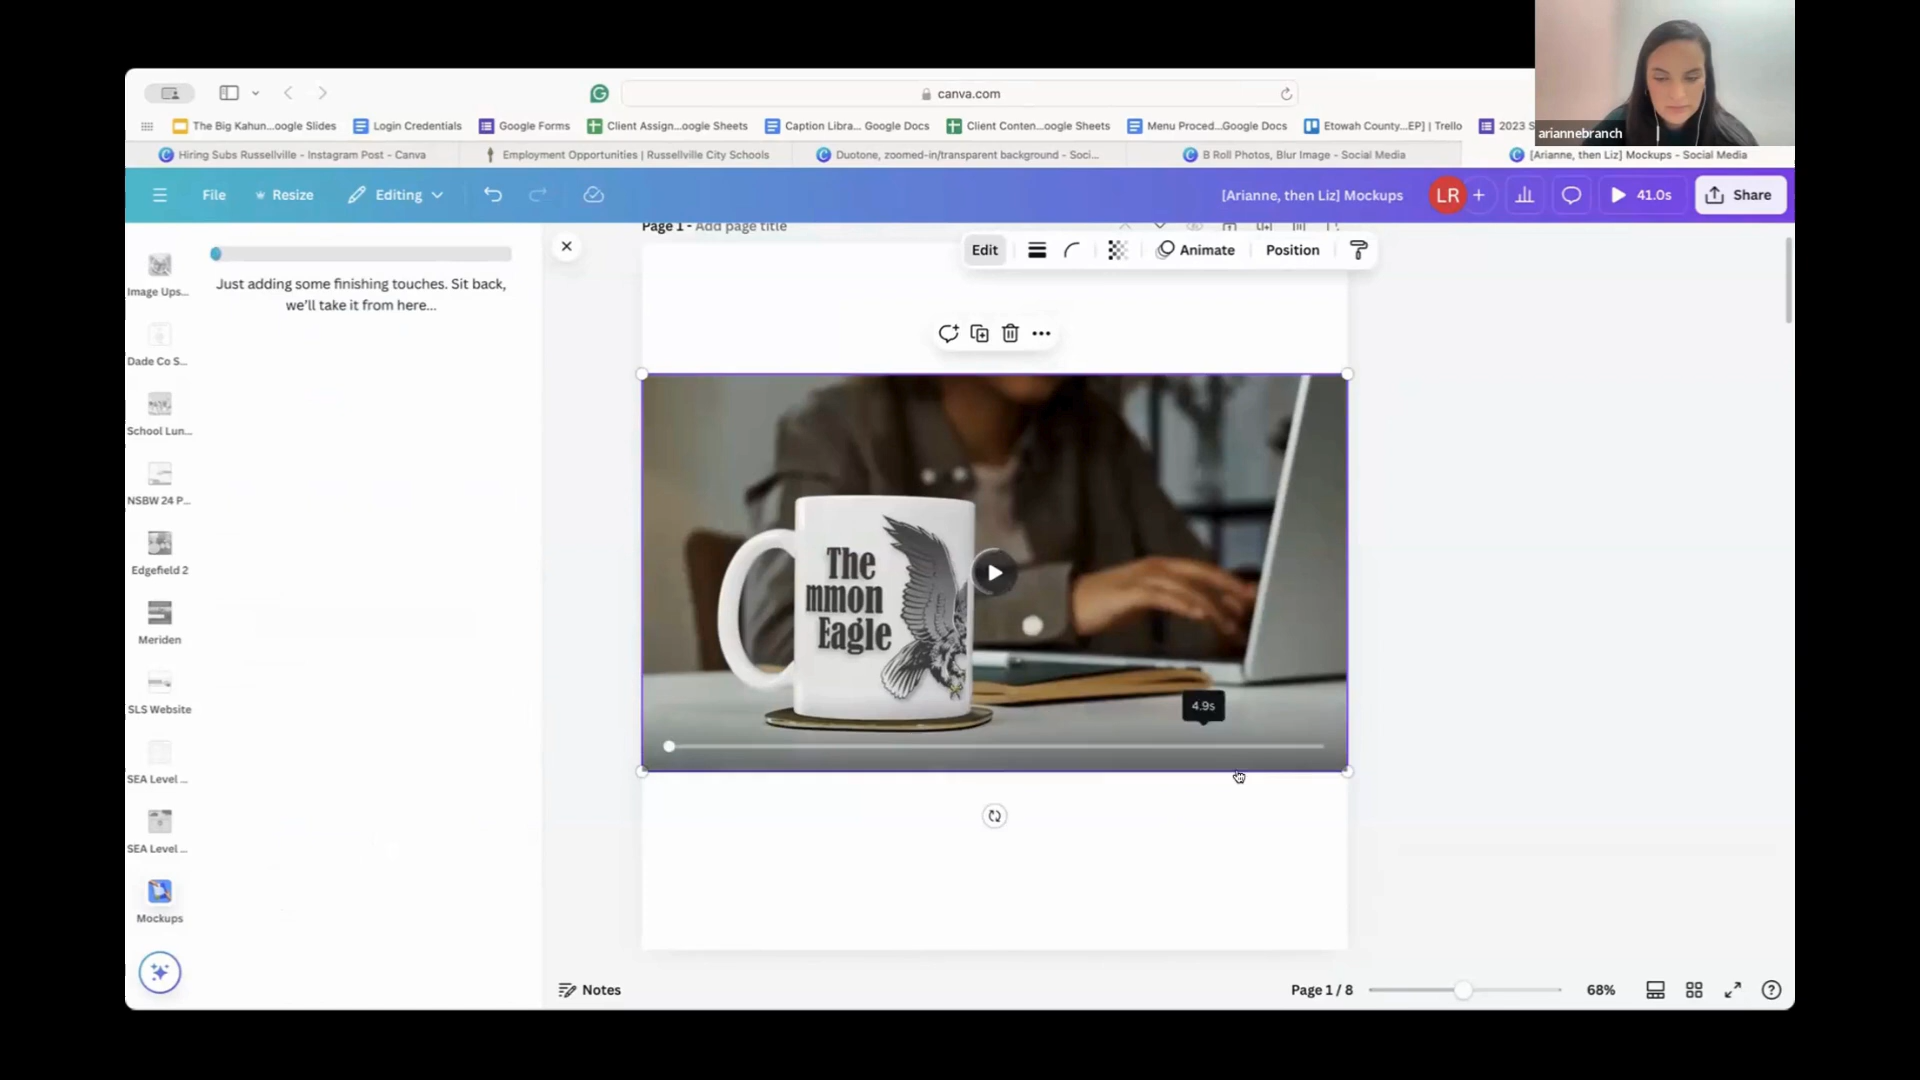 canva.com
The Big Kahun...oogle Slides
Login Credentials
Google Forms
Client Assign...oogle Sheets
Caption Libra... Google Docs
Client Conten...oogle Sheets
Menu Proced...Google Docs
Etowah County...EP] | Trello
2023 S
ariannebranch
Hiring Subs Russellville - Instagram Post - Canva
Employment Opportunities | Russellville City Schools
Duotone, zoomed-in/transparent background - Soci...
B Roll Photos, Blur Image - Social Media
[Arianne, then Liz] Mockups - Social Media
File
Resize
Editing
[Arianne, then Liz] Mockups
LR
41.0s
Share
Page 1 - Add page title
Edit
Animate
Position
Just adding some finishing touches. Sit back,
we'll take it from here...
Image Ups...
Dade Co S...
School Lun...
NSBW 24 P...
Edgefield 2
Meriden
SLS Website
SEA Level ...
SEA Level ...
Mockups
The
mmon
Eagle
4.9s
Notes
Page 1 / 8
68%